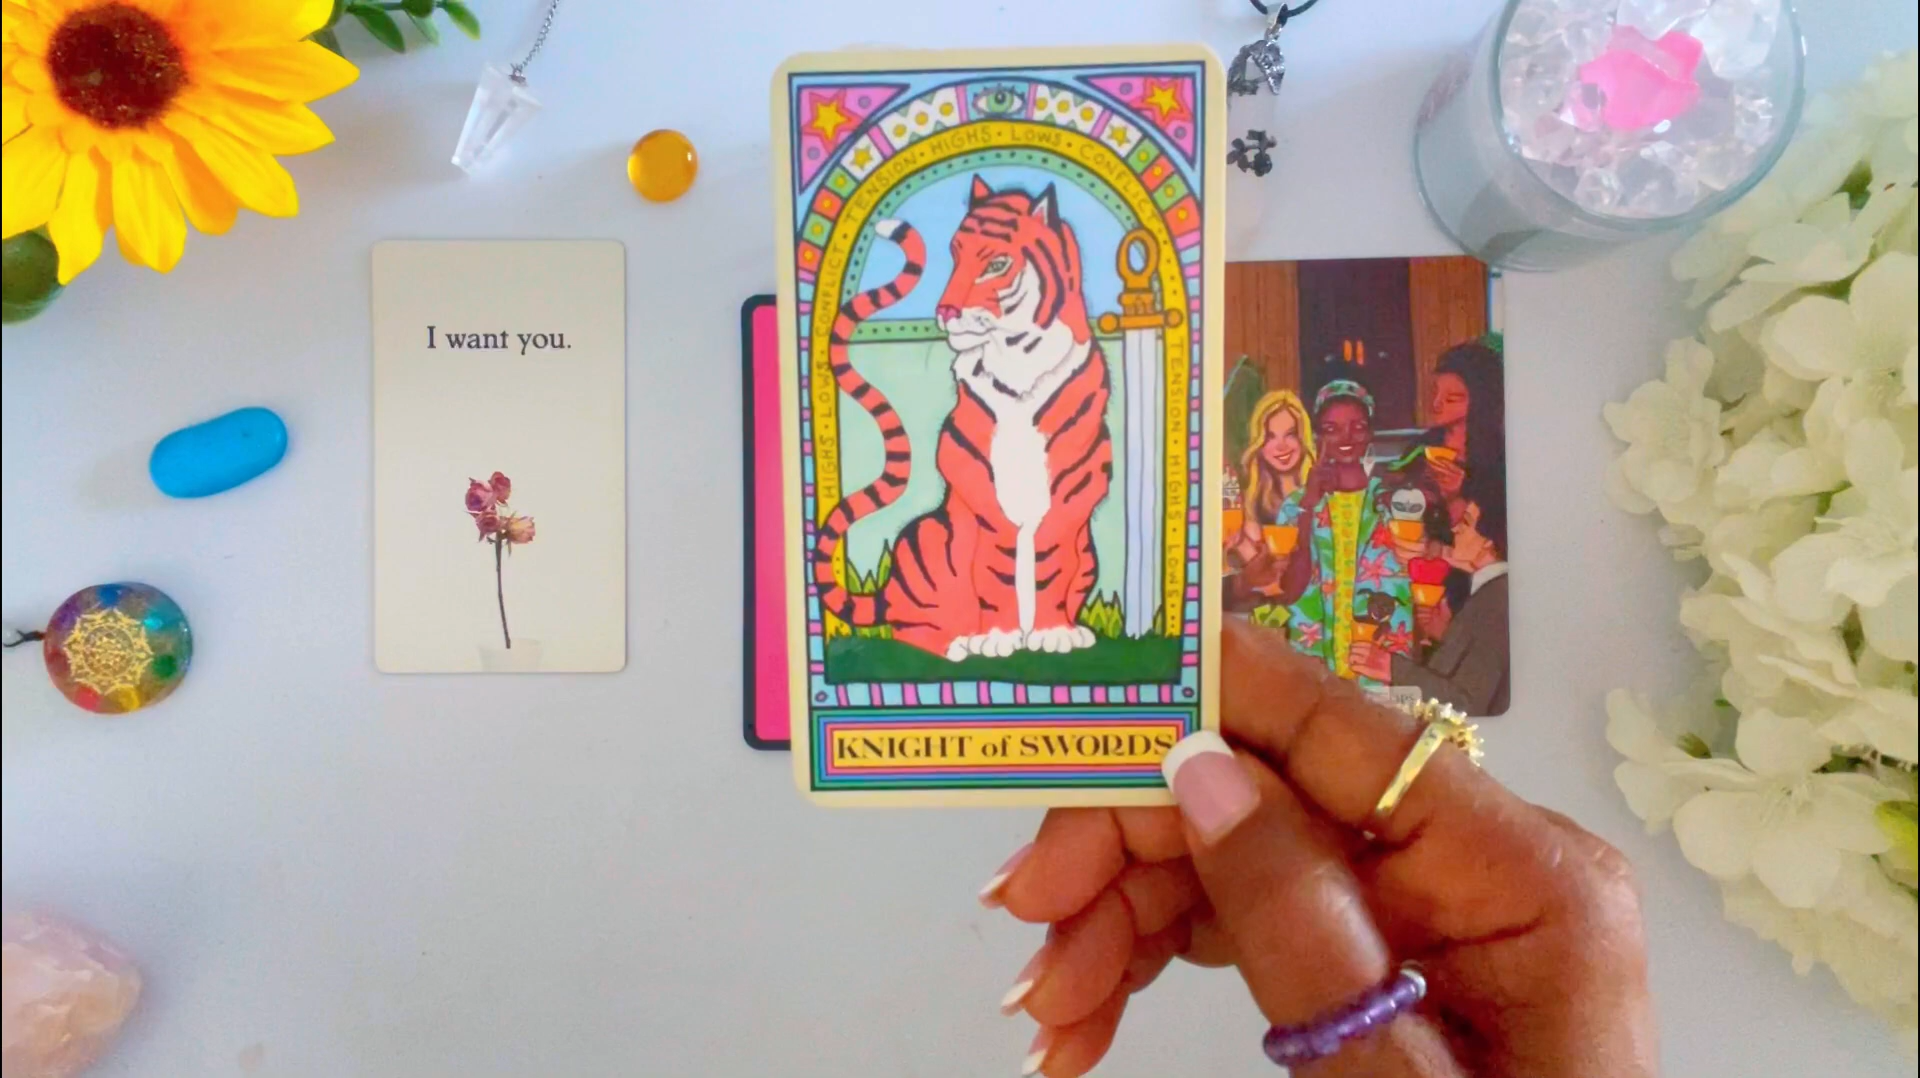 I want you.
HIGHS · LOWS · CONFLICT · TENSION · HIGHS · LOWS · CONFLICT · TENSION · HIGHS · LOWS ·
KNIGHT of SWORDS